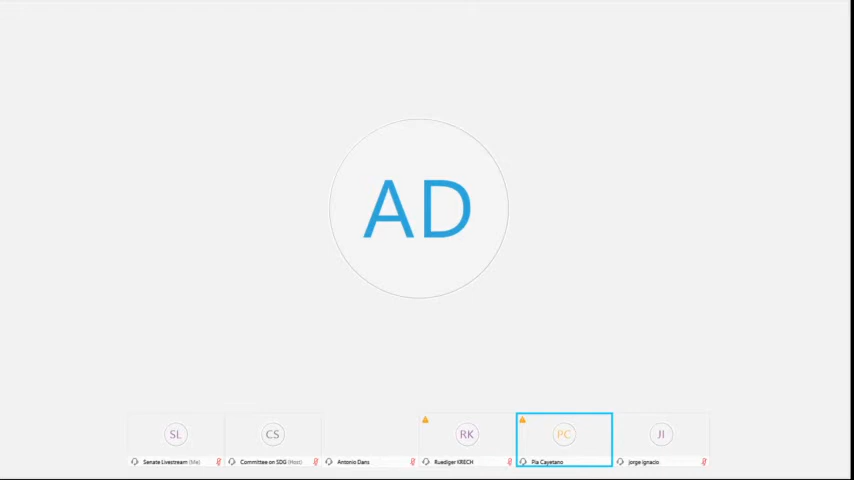 AD
SL
CS
RK
PC
JI
Senate Livestream (Me)
Committee on SDG (Host)
Antonio Dans
Ruediger KRECH
Pia Cayetano
jorge ignacio